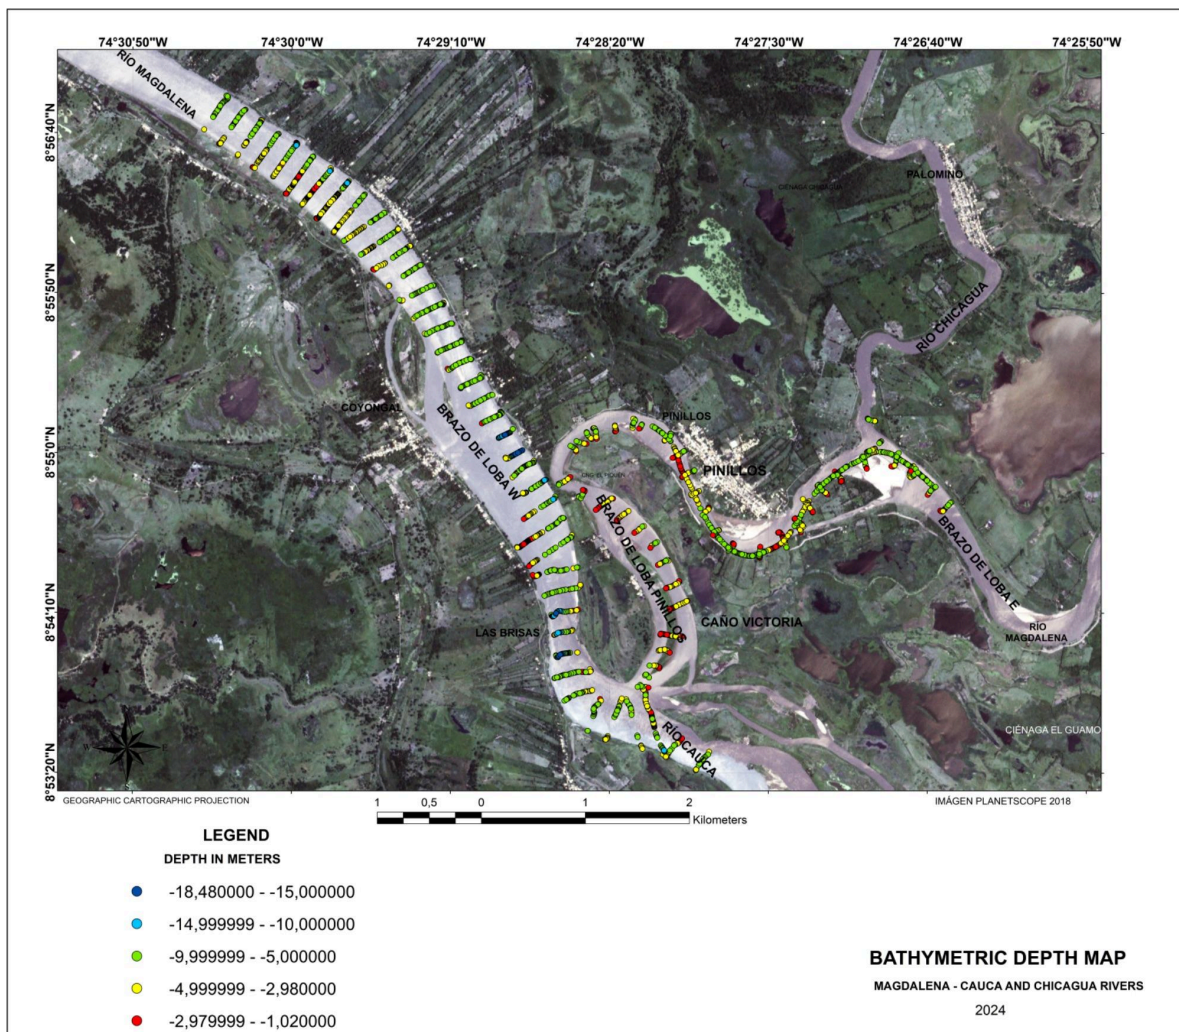 74°30'50"W 74°30'0"W 74°29'10"W 74°28'20"W 74°27'30"W 74°26'40"W 74°25'50"W
RÍO MAGDALENA
8°56'40"N
PALOMINO
8°55'50"N
RÍO CHICAGUA
COYONGAL
BRAZO DE LOBA W
PINILLOS
8°55'0"N
PINILLOS
BRAZO DE LOBA PINILLOS
BRAZO DE LOBA E
8°54'10"N
CAÑO VICTORIA
LAS BRISAS
RÍO
MAGDALENA
RÍO CAUCA
CIÉNAGA EL GUAMO
W E
8°53'20"N
GEOGRAPHIC CARTOGRAPHIC PROJECTION
IMÁGEN PLANETSCOPE 2018
1 0,5 0 1 2
Kilometers
LEGEND
DEPTH IN METERS
-18,480000 - -15,000000
-14,999999 - -10,000000
-9,999999 - -5,000000
-4,999999 - -2,980000
-2,979999 - -1,020000
BATHYMETRIC DEPTH MAP
MAGDALENA - CAUCA AND CHICAGUA RIVERS
2024